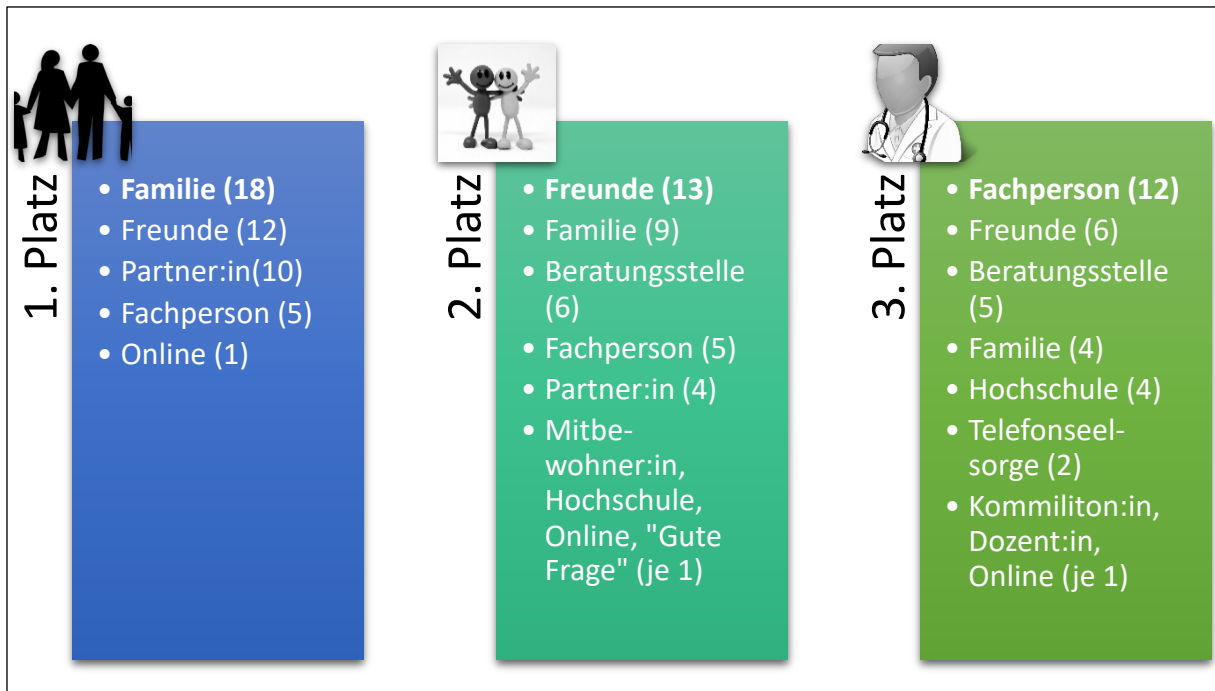 1. Platz
• Familie (18)
• Freunde (12)
• Partner:in(10)
• Fachperson (5)
• Online (1)
2. Platz
• Freunde (13)
• Familie (9)
• Beratungsstelle
(6)
• Fachperson (5)
• Partner:in (4)
• Mitbe-
wohner:in,
Hochschule,
Online, "Gute
Frage" (je 1)
3. Platz
• Fachperson (12)
• Freunde (6)
• Beratungsstelle
(5)
• Familie (4)
• Hochschule (4)
• Telefonseel-
sorge (2)
• Kommiliton:in,
Dozent:in,
Online (je 1)